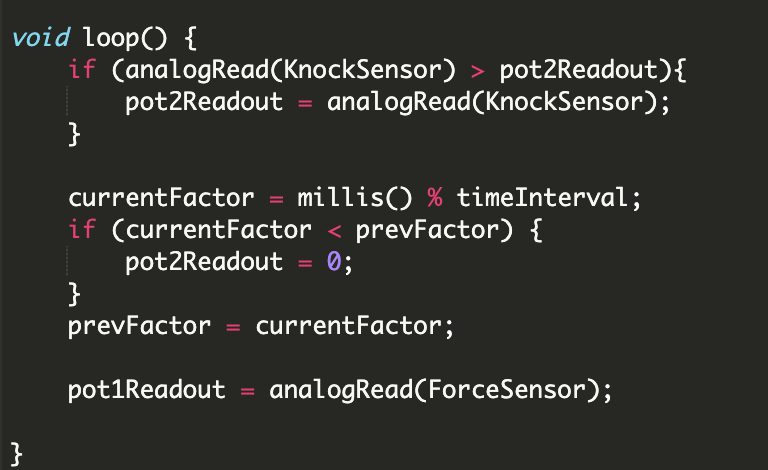 void loop() {
    if (analogRead(KnockSensor) > pot2Readout){
        pot2Readout = analogRead(KnockSensor);
    }

    currentFactor = millis() % timeInterval;
    if (currentFactor < prevFactor) {
        pot2Readout = 0;
    }
    prevFactor = currentFactor;

    pot1Readout = analogRead(ForceSensor);

}